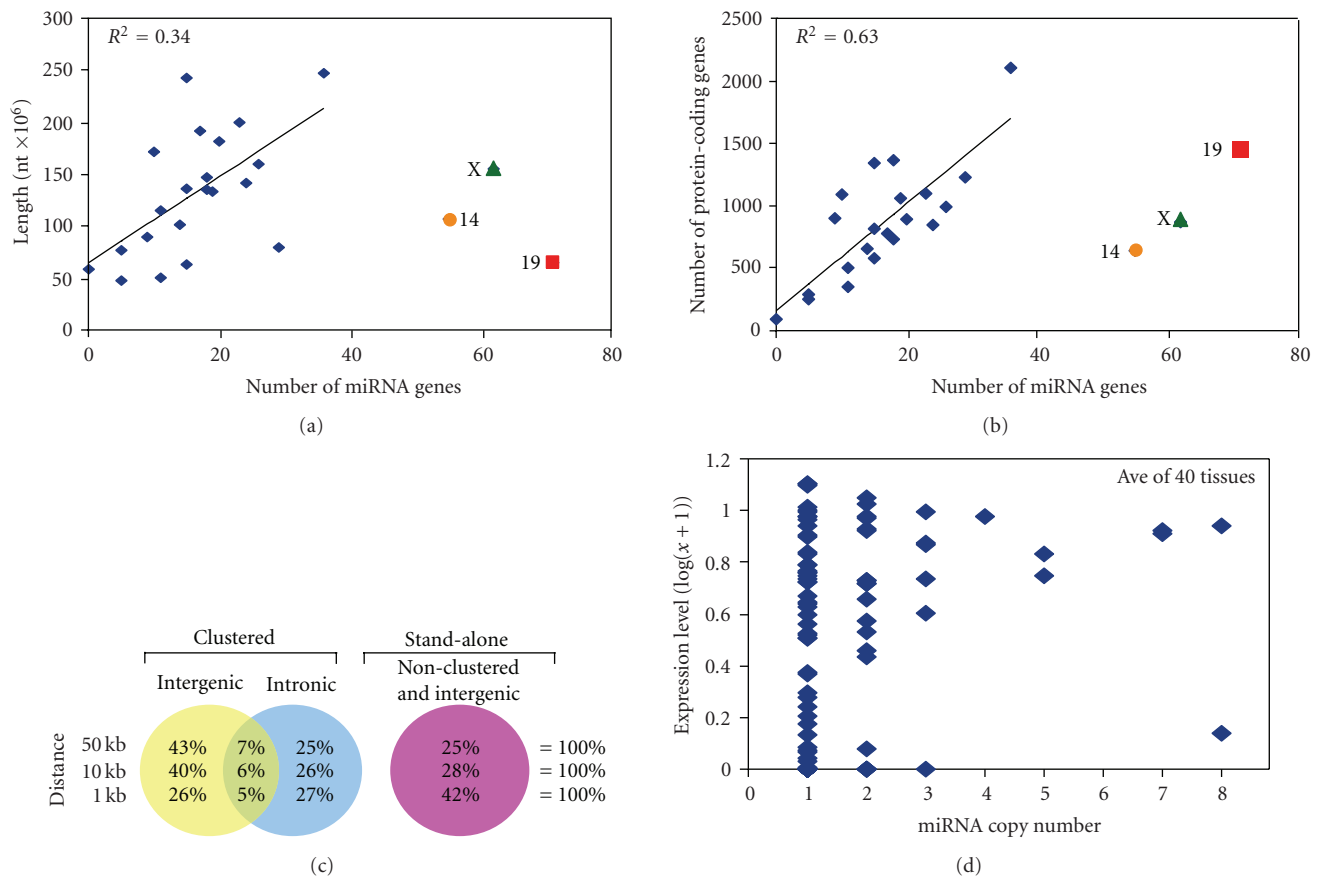 300
250
200
150
100
50
0
R² = 0.34
X
14
19
0 20 40 60 80
Length (nt ×10⁶)
Number of miRNA genes
(a)
2500
2000
1500
1000
500
0
R² = 0.63
19
X
14
0 20 40 60 80
Number of protein-coding genes
Number of miRNA genes
(b)
Clustered
Stand-alone
Intergenic Intronic
Non-clustered
and intergenic
Distance
50 kb 43% 7% 25% 25% = 100%
10 kb 40% 6% 26% 28% = 100%
1 kb 26% 5% 27% 42% = 100%
(c)
1.2
1
0.8
0.6
0.4
0.2
0
Ave of 40 tissues
0 1 2 3 4 5 6 7 8
Expression level (log(x + 1))
miRNA copy number
(d)